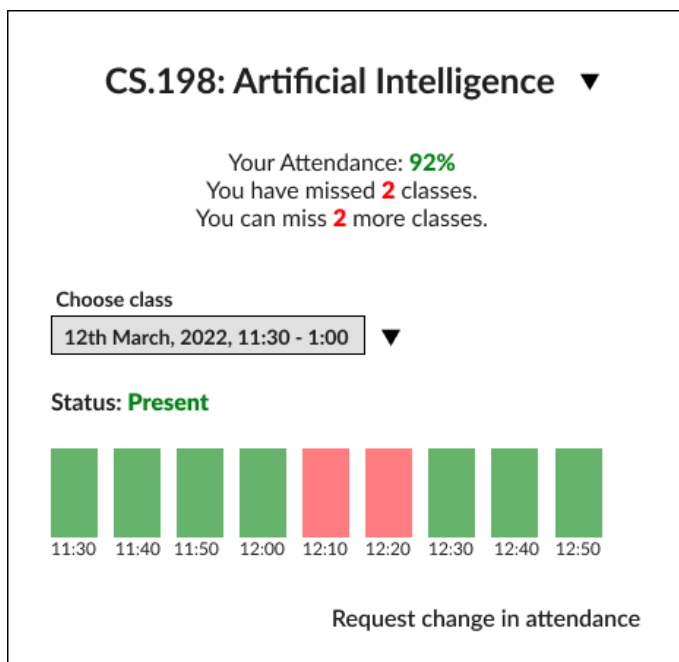 CS.198: Artificial Intelligence
Your Attendance: 92%
You have missed 2 classes.
You can miss 2 more classes.
Choose class
12th March, 2022, 11:30 - 1:00
Status: Present
11:30 11:40 11:50 12:00 12:10 12:20 12:30 12:40 12:50
Request change in attendance